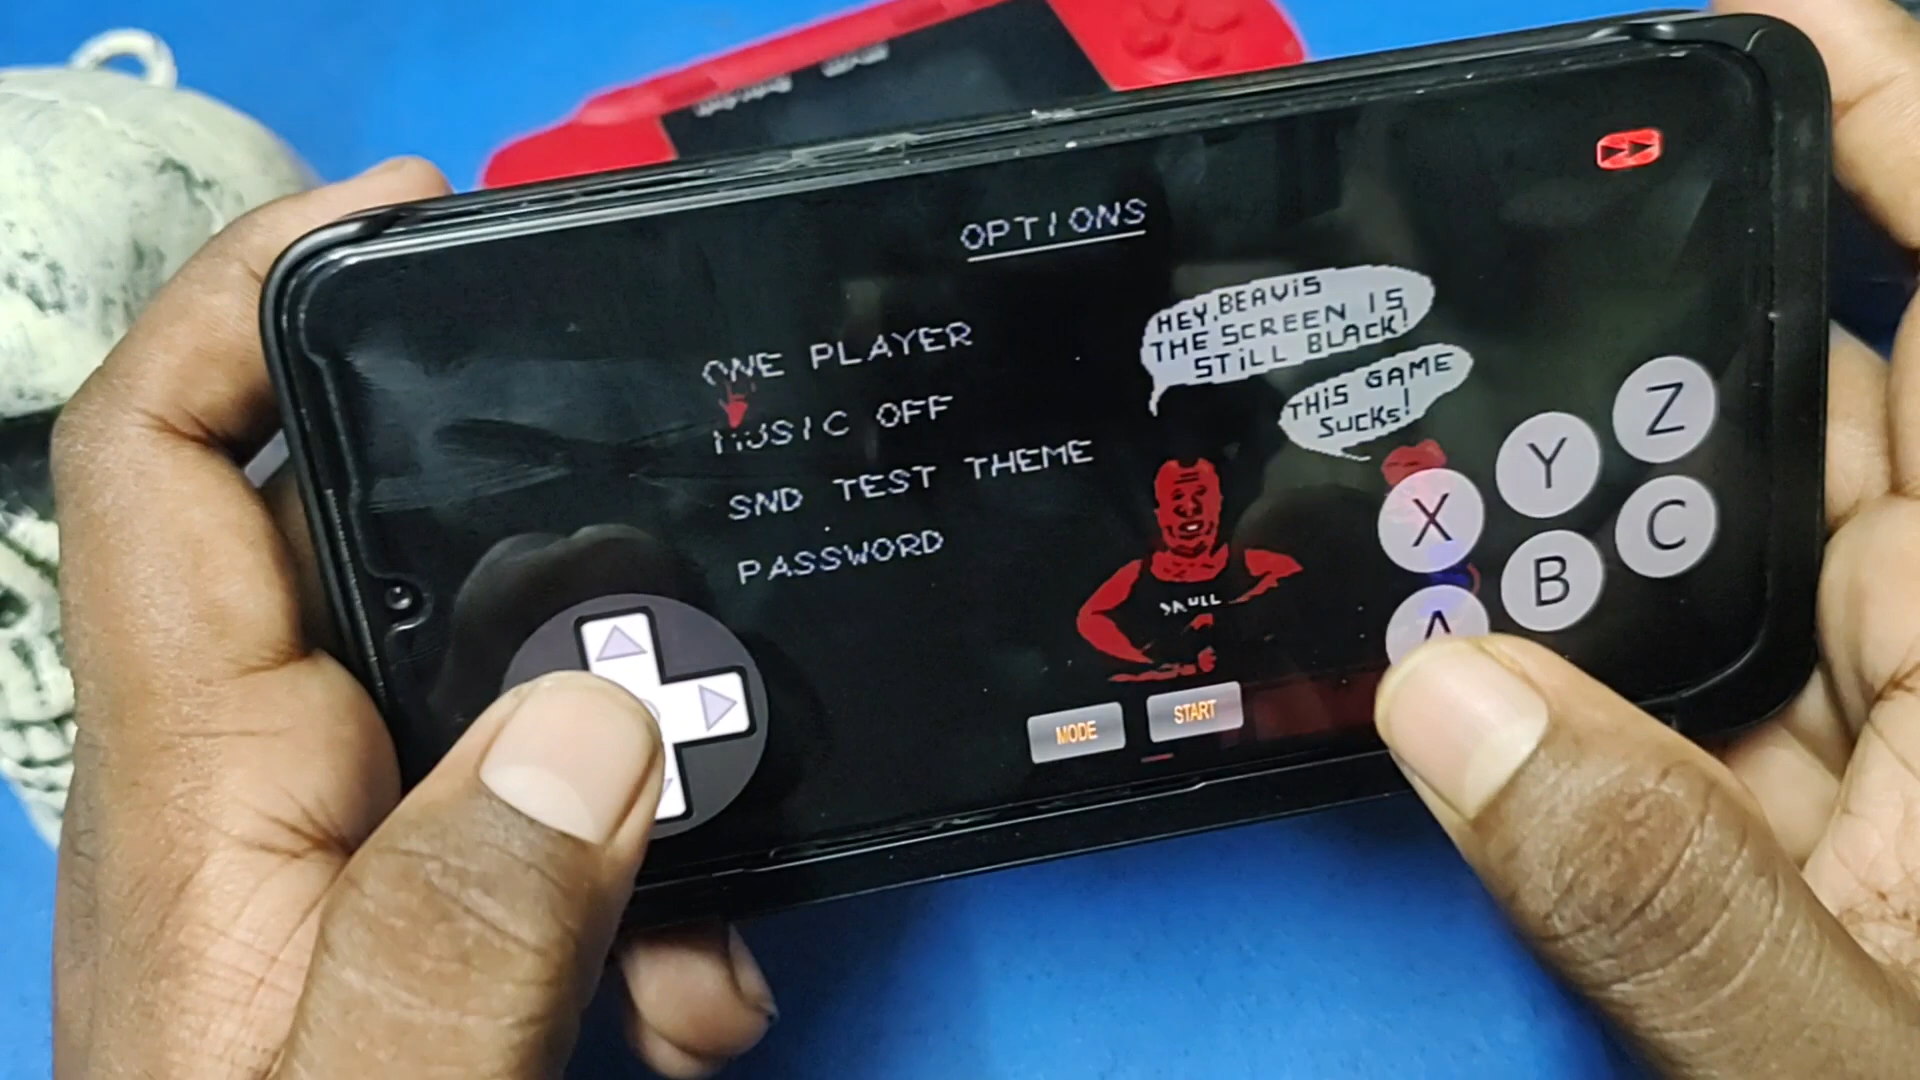 OPTIONS
HEY, BEAVIS
THE SCREEN IS
STILL BLACK!
ONE PLAYER
THIS GAME
SUCKS!
MUSIC OFF
SND TEST THEME
PASSWORD
SKULL
Z
Y
X
C
B
A
START
MODE